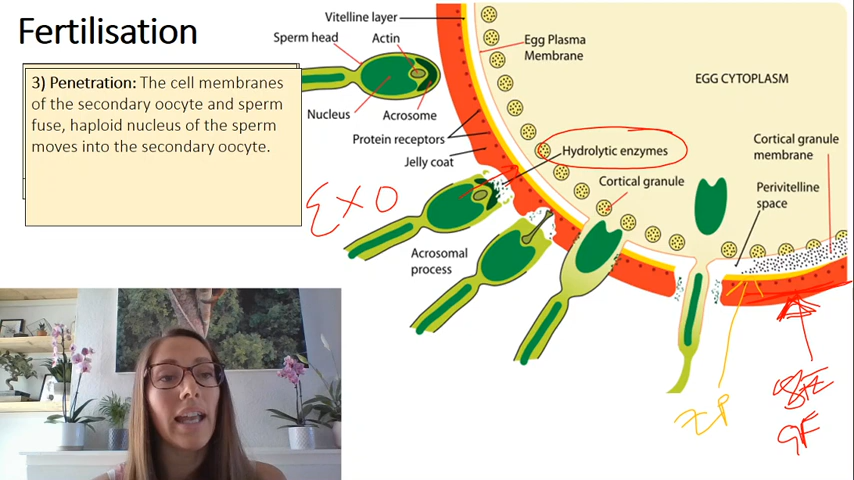 Fertilisation
3) Penetration: The cell membranes
of the secondary oocyte and sperm
fuse, haploid nucleus of the sperm
moves into the secondary oocyte.
Vitelline layer
Sperm head
Actin
Nucleus
Acrosome
Protein receptors
Jelly coat
Egg Plasma
Membrane
EGG CYTOPLASM
Hydrolytic enzymes
Cortical granule
Cortical granule
membrane
Perivitelline
space
Acrosomal
process
EXO
ZP
GF